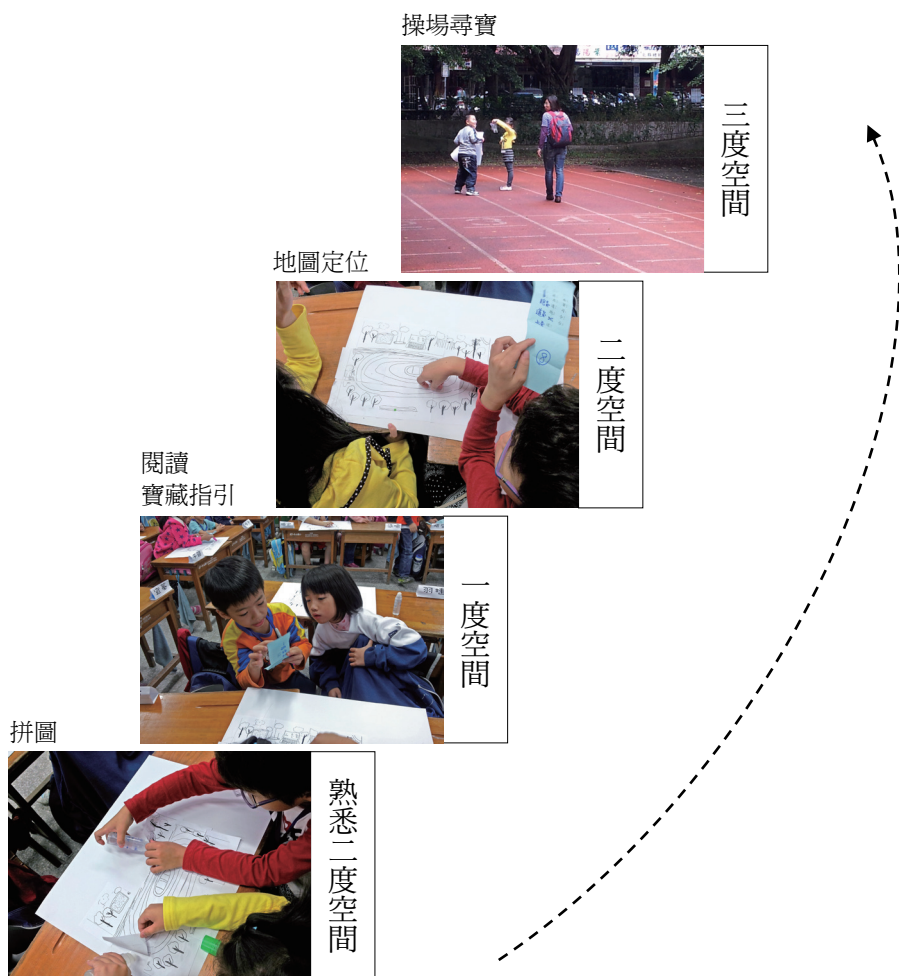 操場尋寶
三度空間
地圖定位
二度空間
閱讀
寶藏指引
一度空間
拼圖
熟悉二度空間